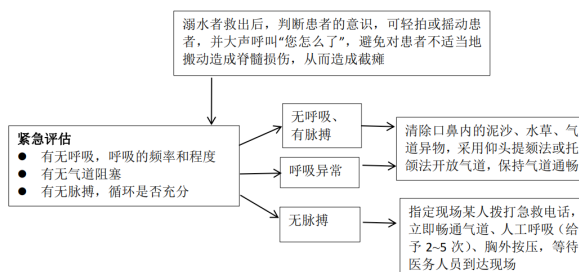 溺水者救出后，判断患者的意识，可轻拍或摇动患
者，并大声呼叫“您怎么了”，避免对患者不适当地
搬动造成脊髓损伤，从而造成截瘫
紧急评估
● 有无呼吸，呼吸的频率和程度
● 有无气道阻塞
● 有无脉搏，循环是否充分
无呼吸、
有脉搏
呼吸异常
无脉搏
清除口鼻内的泥沙、水草、气
道异物，采用仰头提颏法或托
颌法开放气道，保持气道通畅
指定现场某人拨打急救电话，
立即畅通气道、人工呼吸（给
予 2~5 次）、胸外按压，等待
医务人员到达现场